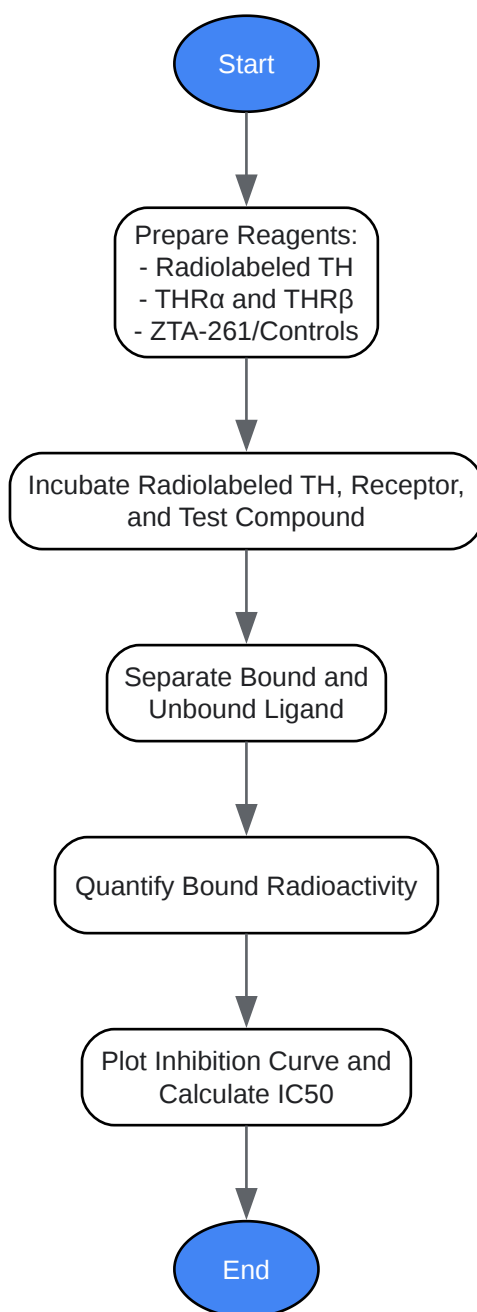 Start
Prepare Reagents:
- Radiolabeled TH
- THRα and THRβ
- ZTA-261/Controls
Incubate Radiolabeled TH, Receptor,
and Test Compound
Separate Bound and
Unbound Ligand
Quantify Bound Radioactivity
Plot Inhibition Curve and
Calculate IC50
End